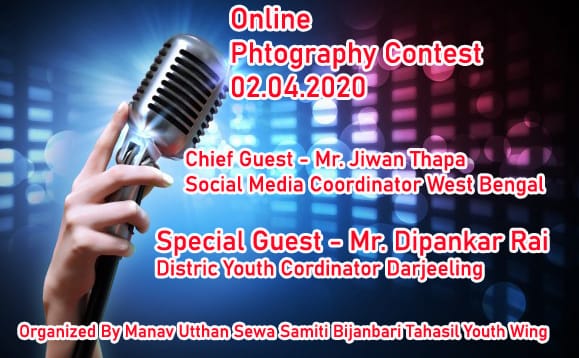 Online
Phtography Contest
02.04.2020
Chief Guest - Mr. Jiwan Thapa
Social Media Coordinator West Bengal
Special Guest - Mr. Dipankar Rai
Distric Youth Cordinator Darjeeling
Organized By Manav Utthan Sewa Samiti Bijanbari Tahasil Youth Wing